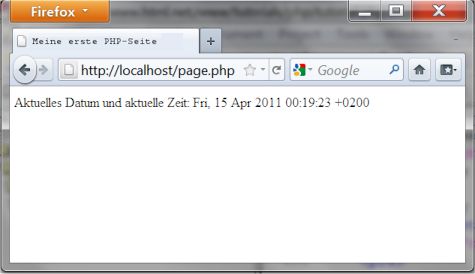 Firefox
Meine erste PHP-Seite
http://localhost/page.php
Google
Aktuelles Datum und aktuelle Zeit: Fri, 15 Apr 2011 00:19:23 +0200